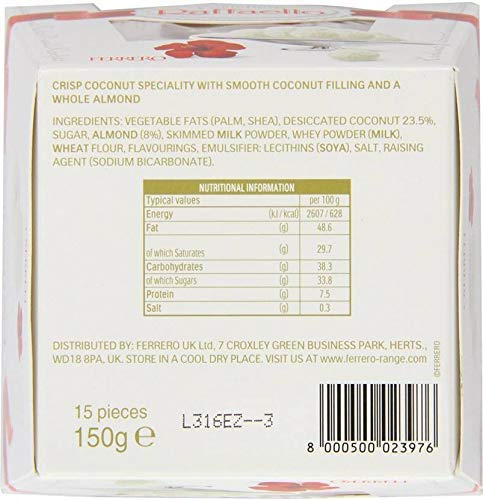 Raffaello
FERRERO
CRISP COCONUT SPECIALITY WITH SMOOTH COCONUT FILLING AND A
WHOLE ALMOND
INGREDIENTS: VEGETABLE FATS (PALM, SHEA), DESICCATED COCONUT 23.5%,
SUGAR, ALMOND (8%), SKIMMED MILK POWDER, WHEY POWDER (MILK),
WHEAT FLOUR, FLAVOURINGS, EMULSIFIER: LECITHINS (SOYA), SALT, RAISING
AGENT (SODIUM BICARBONATE).
NUTRITIONAL INFORMATION
Typical values per 100 g
Energy (kJ / kcal) 2607 / 628
Fat (g) 48.6
of which Saturates (g) 29.7
Carbohydrates (g) 38.3
of which Sugars (g) 33.8
Protein (g) 7.5
Salt (g) 0.3
DISTRIBUTED BY: FERRERO UK Ltd, 7 CROXLEY GREEN BUSINESS PARK, HERTS.,
WD18 8PA, UK. STORE IN A COOL DRY PLACE. VISIT US AT www.ferrero-range.com
©FERRERO
15 pieces
150g e
L316EZ--3
8 000500 023976